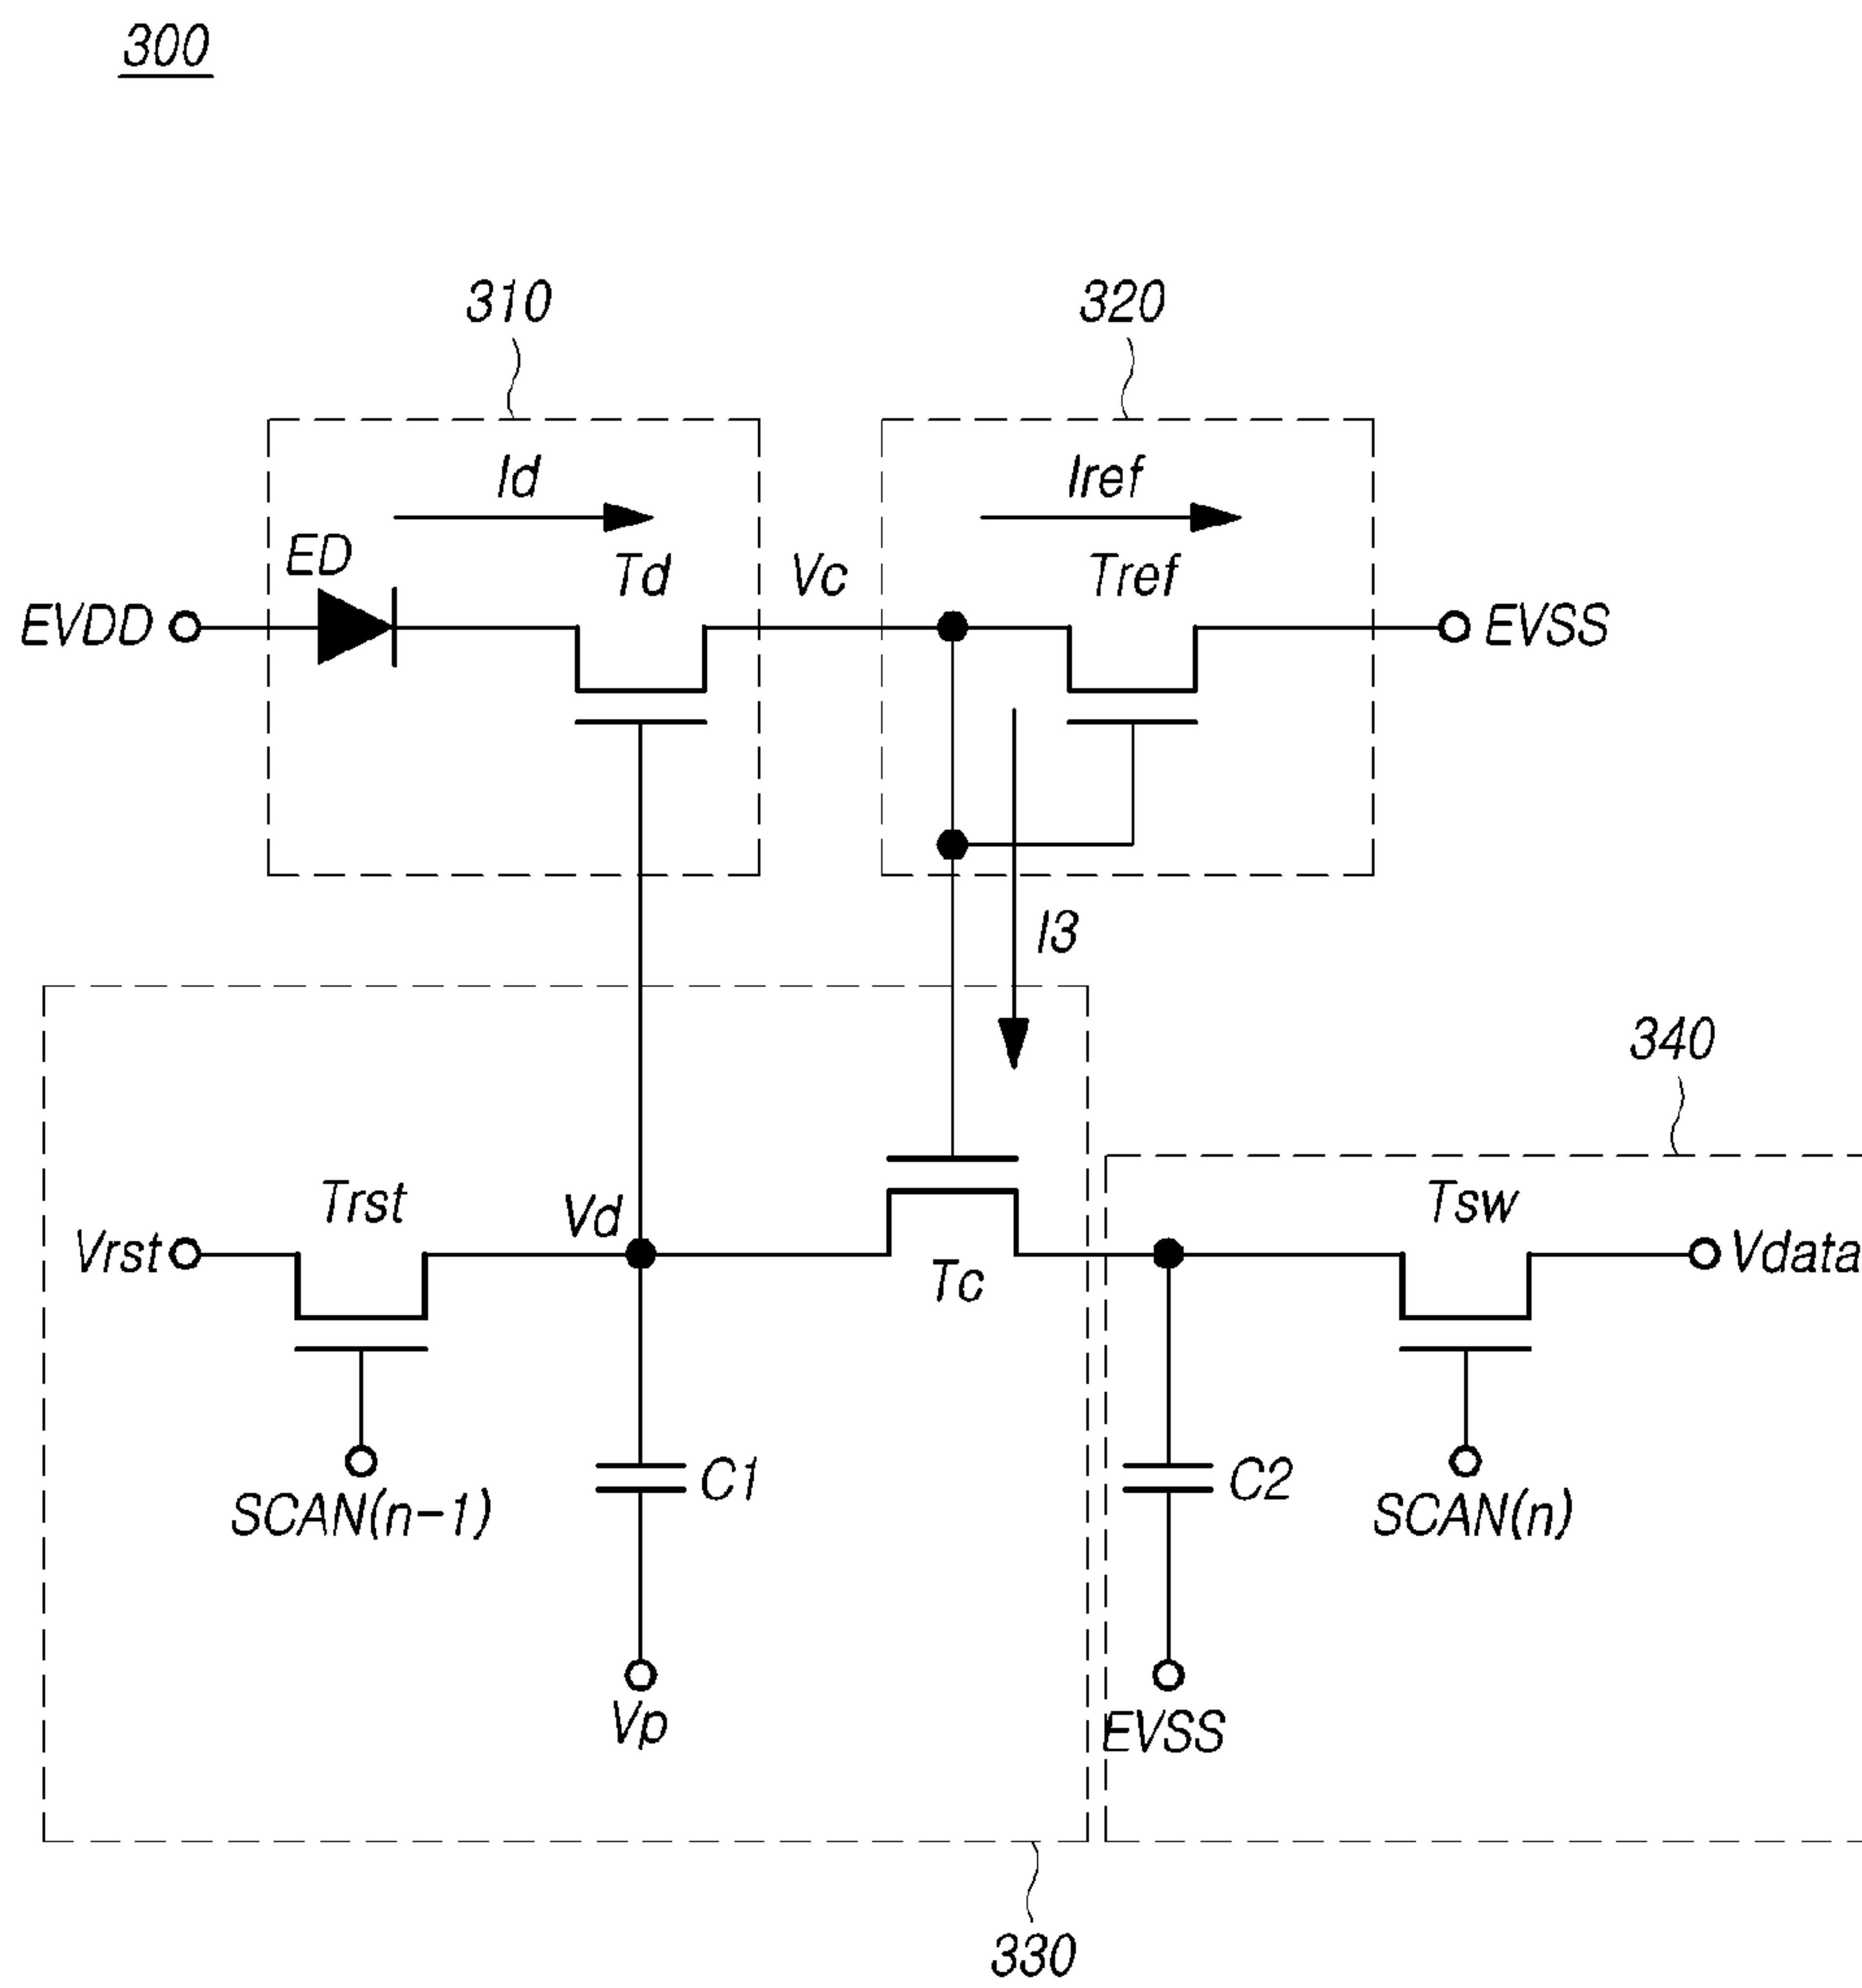 300
310
320
Id
Iref
ED
Td
Vc
Tref
EVDD
EVSS
I3
340
Trst
Vd
Tsw
Vrst
Tc
Vdata
C1
C2
SCAN(n-1)
SCAN(n)
Vp
EVSS
330